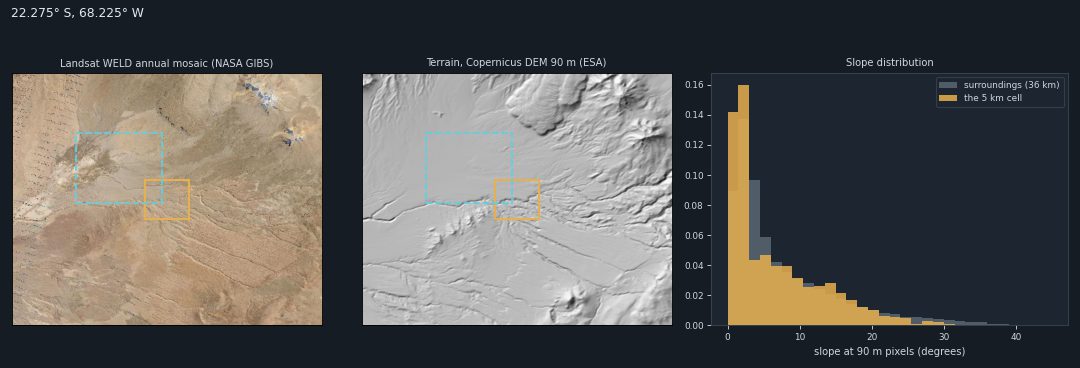 22.275° S, 68.225° W
Landsat WELD annual mosaic (NASA GIBS)
Terrain, Copernicus DEM 90 m (ESA)
Slope distribution
surroundings (36 km)
the 5 km cell
0.16
0.14
0.12
0.10
0.08
0.06
0.04
0.02
0.00
0 10 20 30 40
slope at 90 m pixels (degrees)